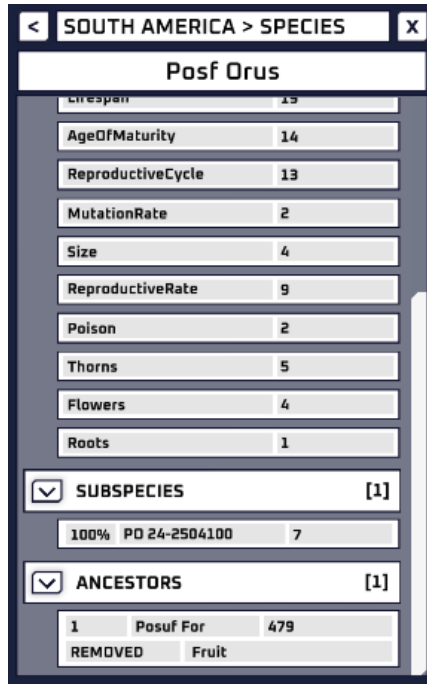 < SOUTH AMERICA > SPECIES X
Posf Orus
Lifespan 15
AgeOfMaturity 14
ReproductiveCycle 13
MutationRate 2
Size 4
ReproductiveRate 9
Poison 2
Thorns 5
Flowers 4
Roots 1
SUBSPECIES [1]
100% PO 24-2504100 7
ANCESTORS [1]
1 Posuf For 479
REMOVED Fruit